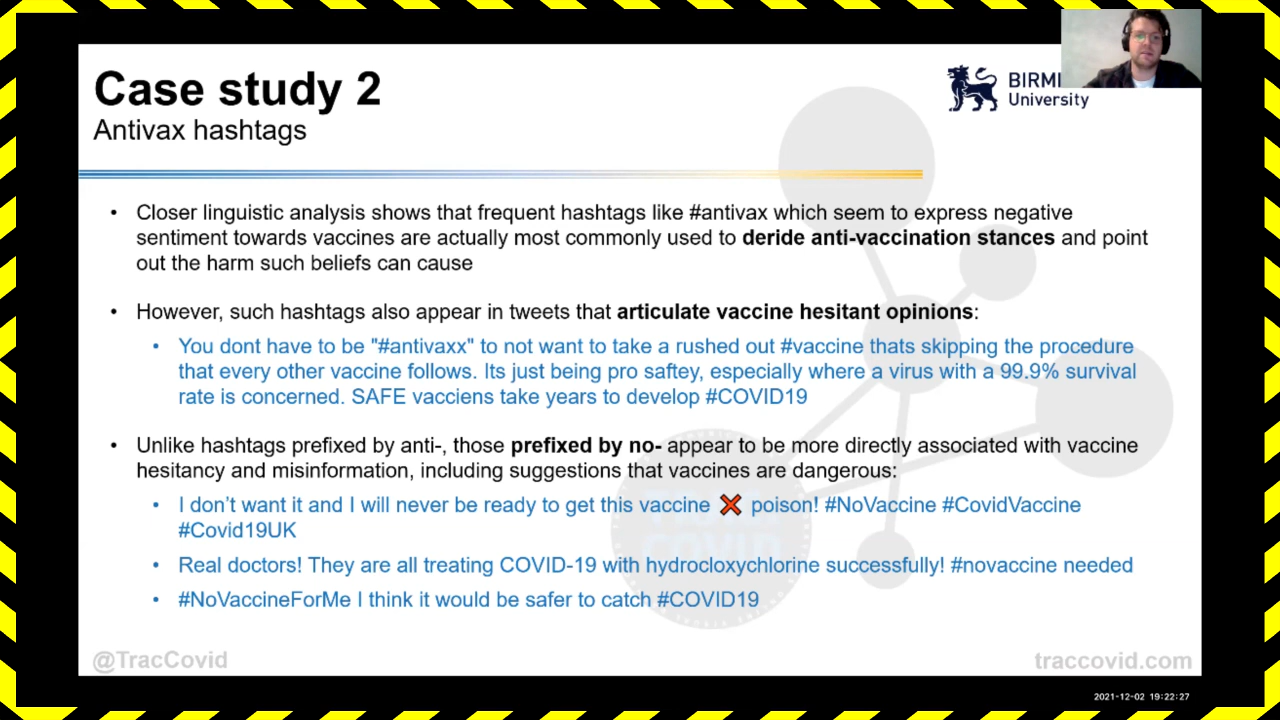 Case study 2
Antivax hashtags
BIRM
University
• Closer linguistic analysis shows that frequent hashtags like #antivax which seem to express negative
sentiment towards vaccines are actually most commonly used to deride anti-vaccination stances and point
out the harm such beliefs can cause
• However, such hashtags also appear in tweets that articulate vaccine hesitant opinions:
• You dont have to be "#antivaxx" to not want to take a rushed out #vaccine thats skipping the procedure
that every other vaccine follows. Its just being pro saftey, especially where a virus with a 99.9% survival
rate is concerned. SAFE vacciens take years to develop #COVID19
• Unlike hashtags prefixed by anti-, those prefixed by no- appear to be more directly associated with vaccine
hesitancy and misinformation, including suggestions that vaccines are dangerous:
• I don’t want it and I will never be ready to get this vaccine ❌ poison! #NoVaccine #CovidVaccine
#Covid19UK
• Real doctors! They are all treating COVID-19 with hydrocloxychlorine successfully! #novaccine needed
• #NoVaccineForMe I think it would be safer to catch #COVID19
@TracCovid
traccovid.com
2021-12-02 19:22:27